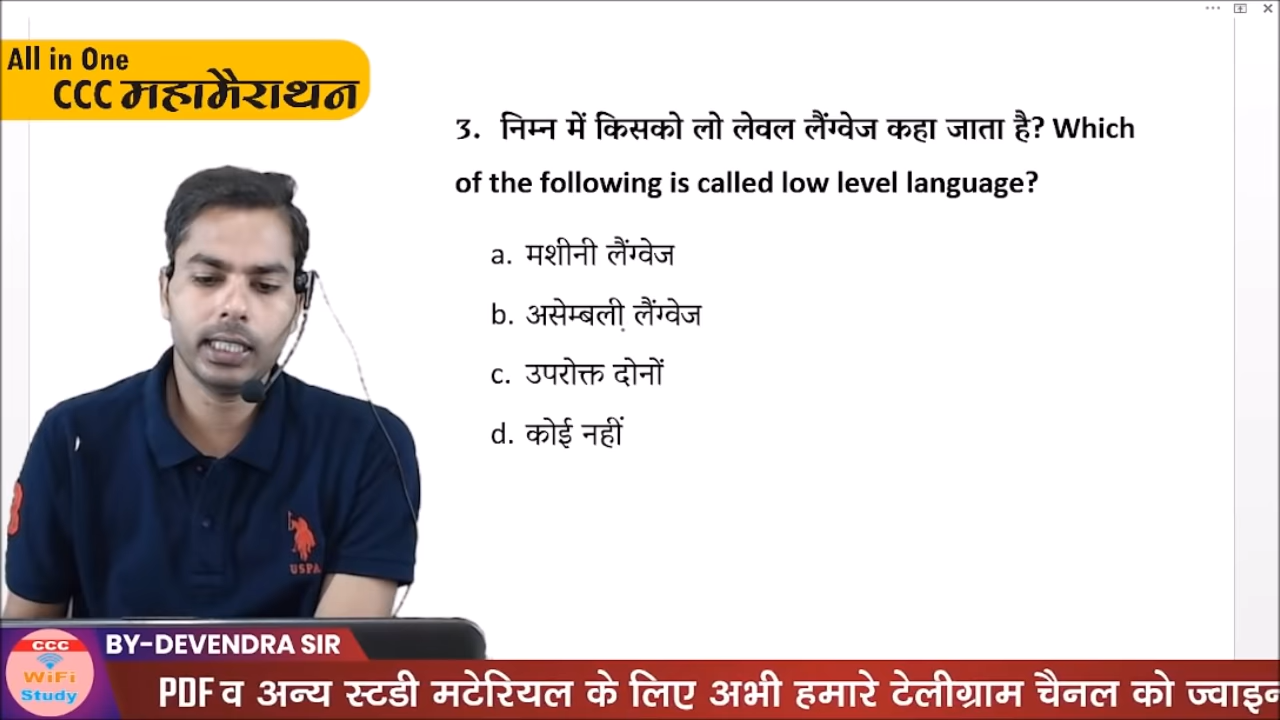 All in One
CCC महामैराथन
3. निम्न में किसको लो लेवल लैंग्वेज कहा जाता है? Which
of the following is called low level language?
a. मशीनी लैंग्वेज
b. असेम्बली लैंग्वेज
c. उपरोक्त दोनों
d. कोई नहीं
USPA
CCC
WiFi
Study
BY-DEVENDRA SIR
PDF व अन्य स्टडी मटेरियल के लिए अभी हमारे टेलीग्राम चैनल को ज्वाइन